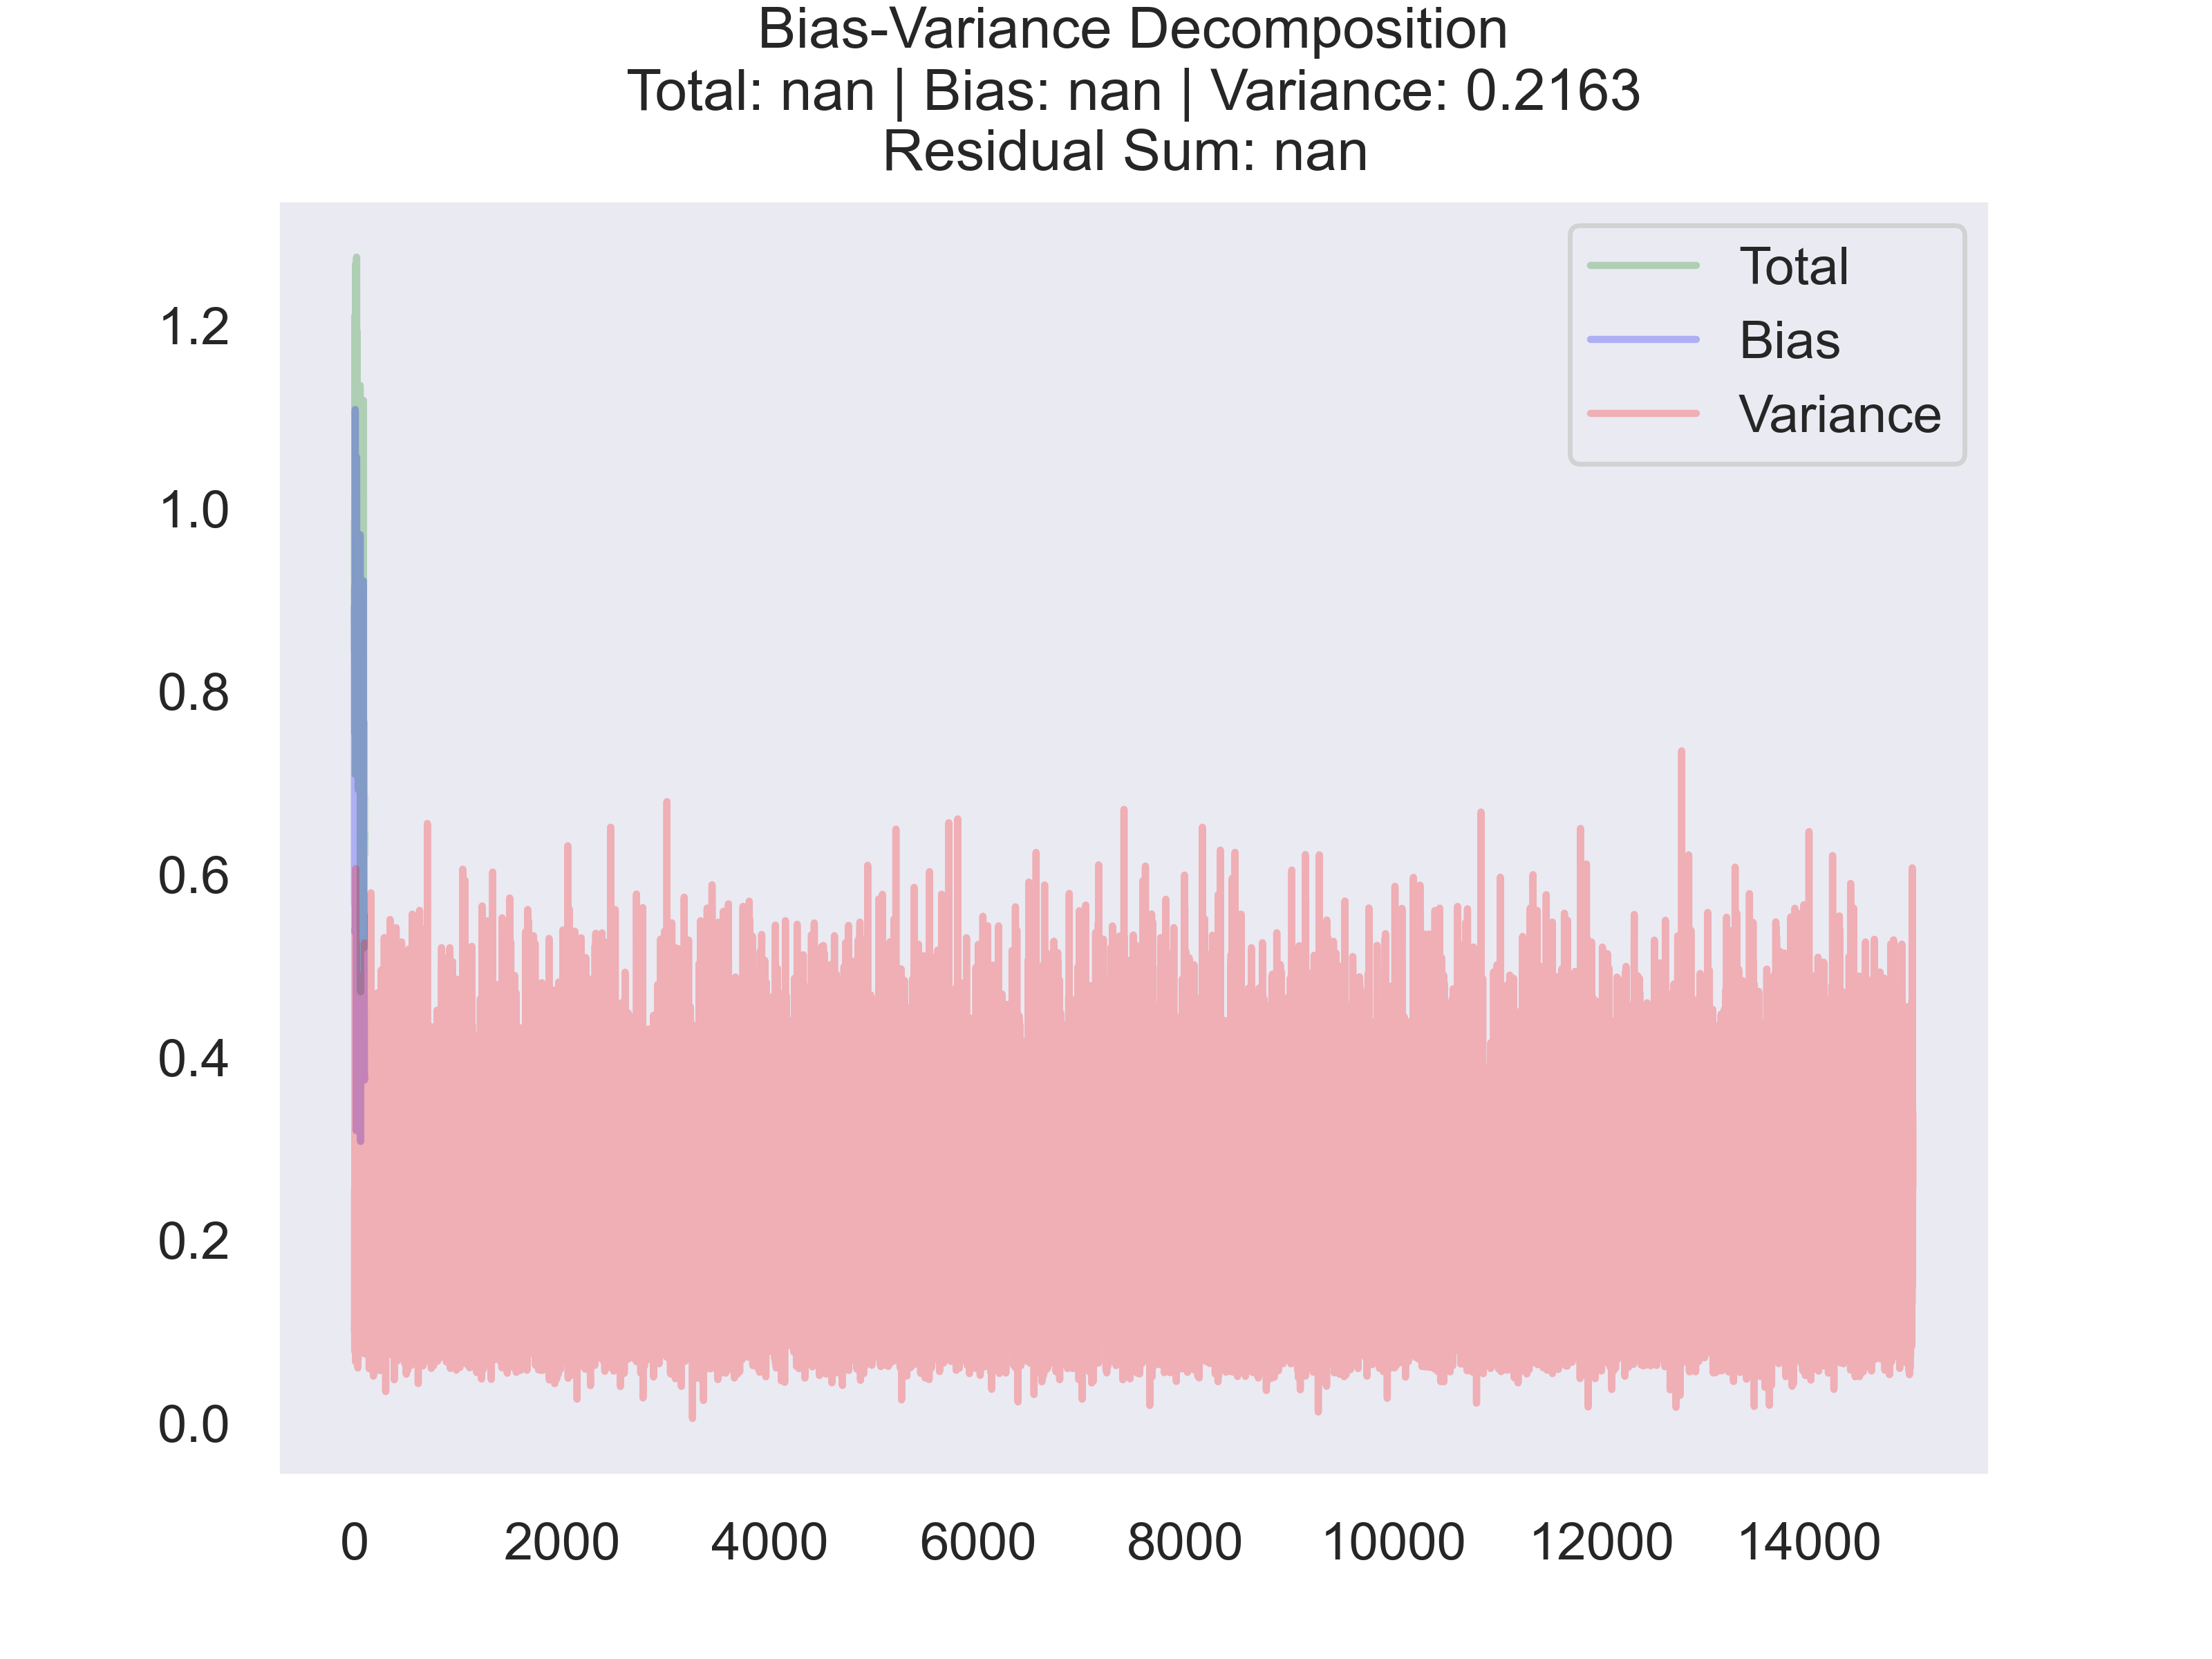 Bias-Variance Decomposition
Total: nan | Bias: nan | Variance: 0.2163
Residual Sum: nan
Total
Bias
Variance
1.2
1.0
0.8
0.6
0.4
0.2
0.0
0 2000 4000 6000 8000 10000 12000 14000